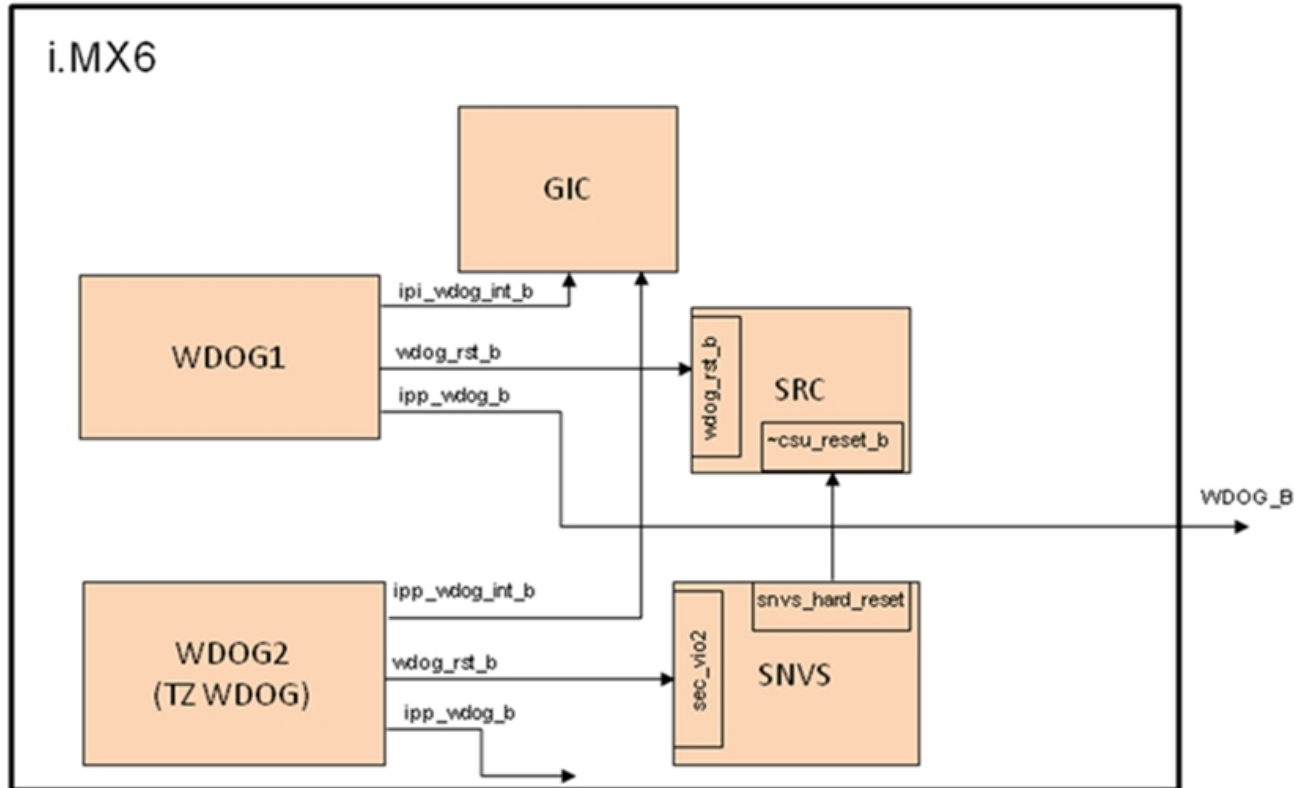 i.MX6
GIC
ipi_wdog_int_b
WDOG1
wdog_rst_b
ipp_wdog_b
wdog_rst_b
SRC
~csu_reset_b
WDOG_B
ipp_wdog_int_b
WDOG2
(TZ WDOG)
wdog_rst_b
ipp_wdog_b
sec_vio2
snvs_hard_reset
SNVS